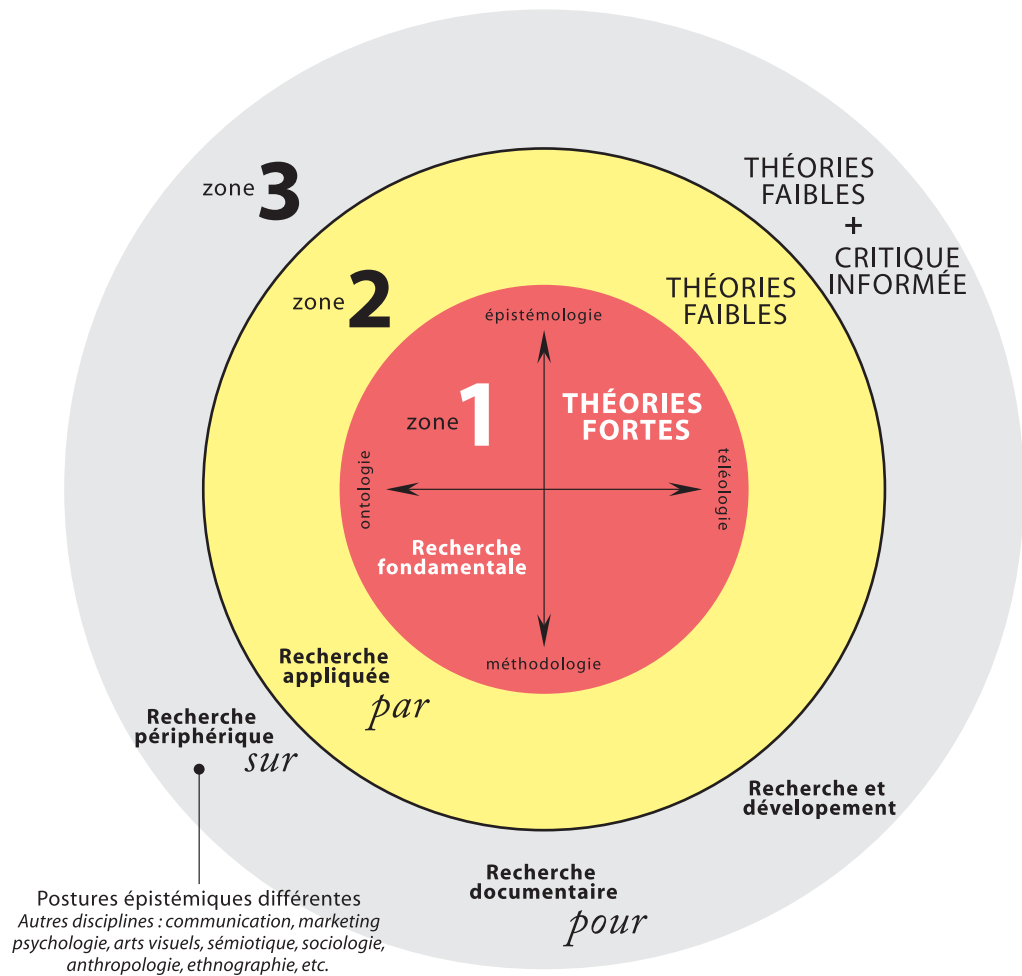 zone 3
THÉORIES
FAIBLES
+
CRITIQUE
INFORMÉE
zone 2
THÉORIES
FAIBLES
épistémologie
zone 1
THÉORIES
FORTES
ontologie
téléologie
Recherche
fondamentale
méthodologie
Recherche
appliquée
par
Recherche
périphérique
sur
Recherche et
dévelopement
Recherche
documentaire
pour
Postures épistémiques différentes
Autres disciplines : communication, marketing
psychologie, arts visuels, sémiotique, sociologie,
anthropologie, ethnographie, etc.